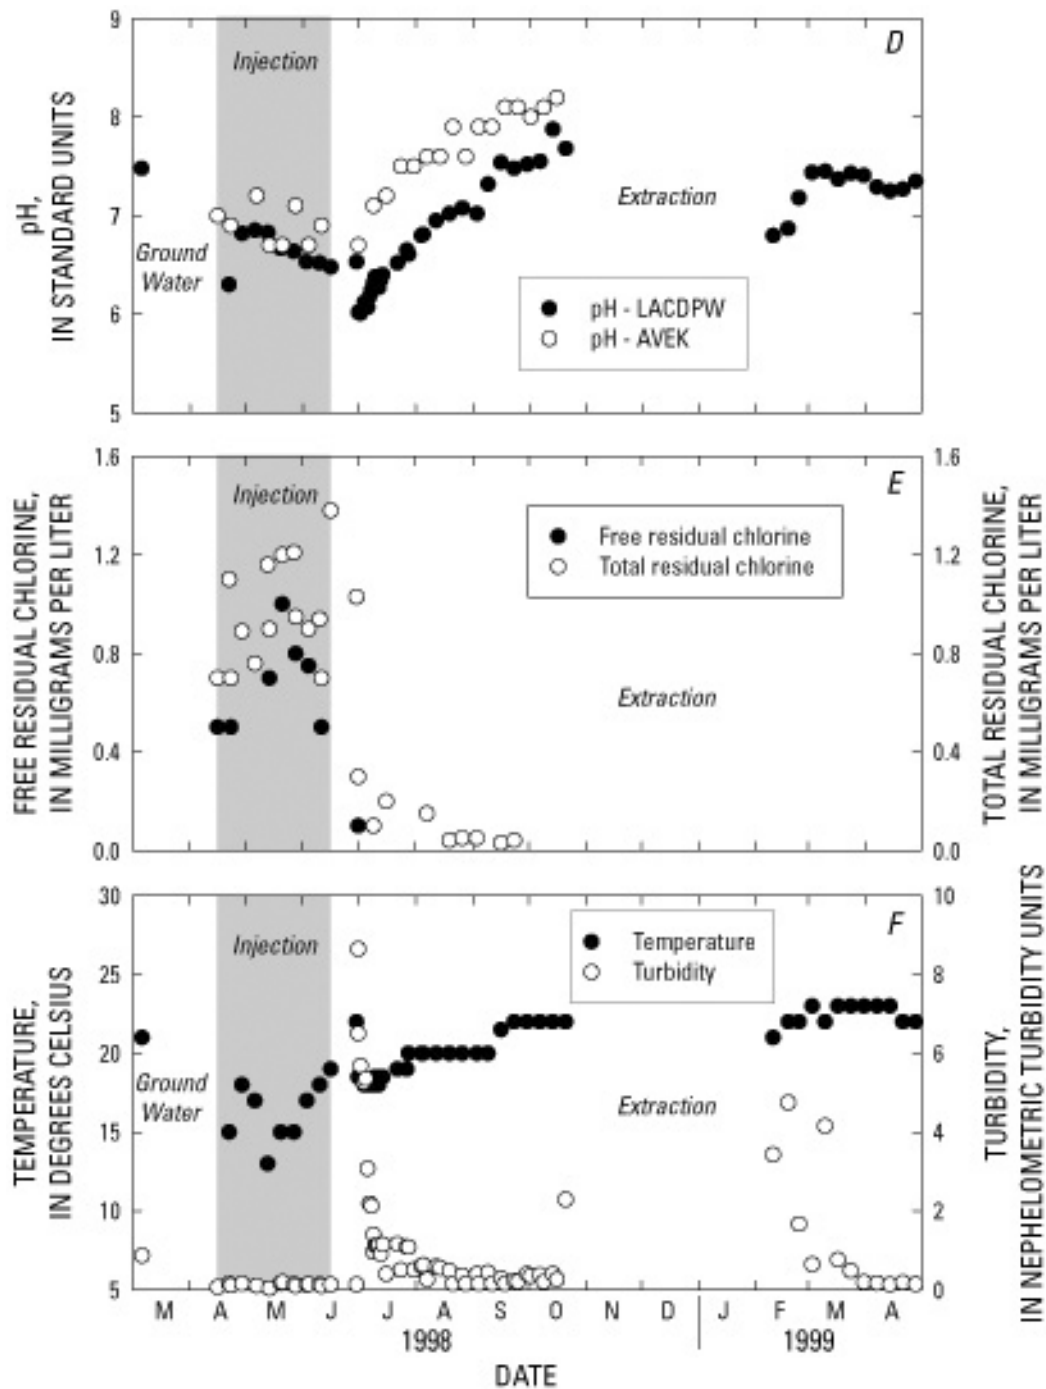 9
8
7
6
5
pH,
IN STANDARD UNITS
D
Injection
Ground
Water
Extraction
pH - LACDPW
pH - AVEK
1.6
1.2
0.8
0.4
0.0
FREE RESIDUAL CHLORINE,
IN MILLIGRAMS PER LITER
E
Injection
Free residual chlorine
Total residual chlorine
Extraction
1.6
1.2
0.8
0.4
0.0
TOTAL RESIDUAL CHLORINE,
IN MILLIGRAMS PER LITER
30
25
20
15
10
5
TEMPERATURE,
IN DEGREES CELSIUS
F
Injection
Temperature
Turbidity
Ground
Water
Extraction
10
8
6
4
2
0
TURBIDITY,
IN NEPHELOMETRIC TURBIDITY UNITS
M A M J J A S O N D J F M A
1998 1999
DATE